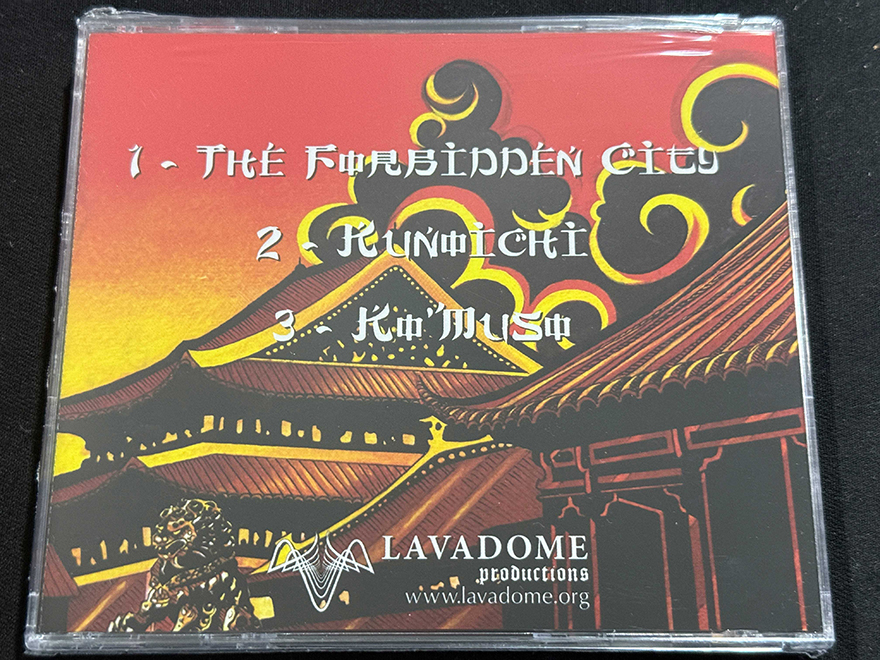 1 - The Forbidden City
2 - Kunoichi
3 - Ko"Muso
LAVADOME
productions
www.lavadome.org